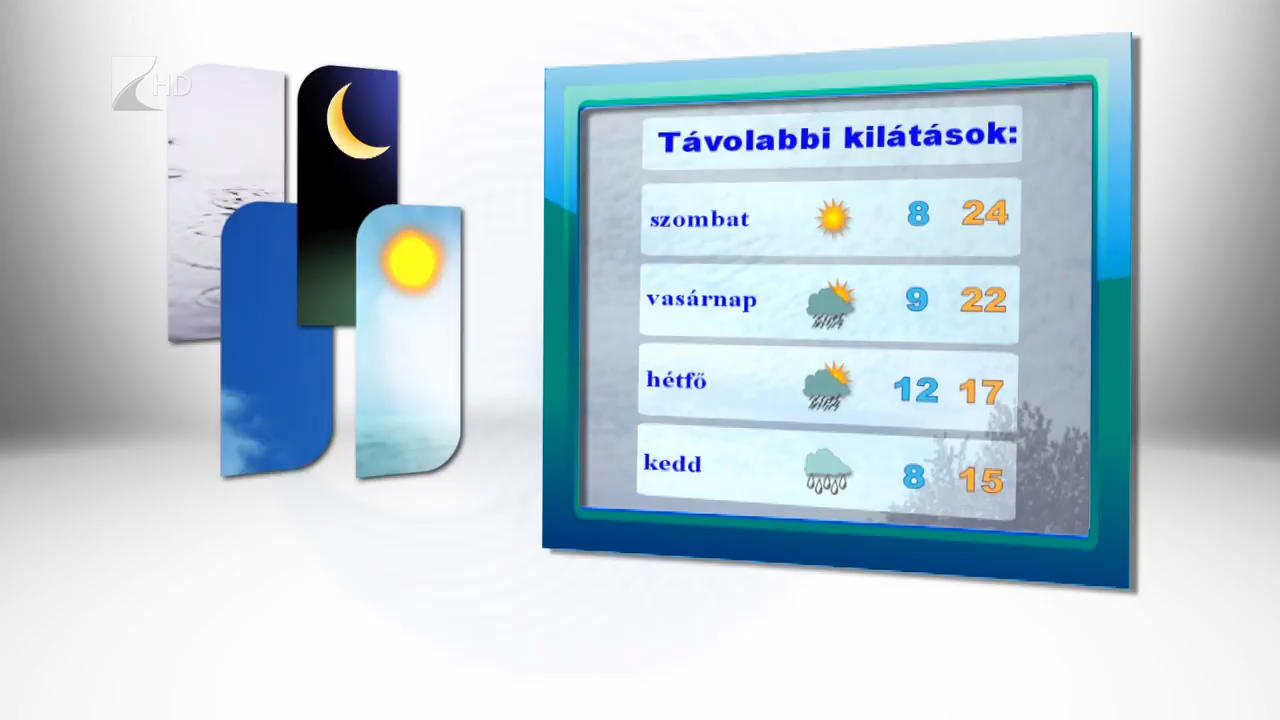 HD
Távolabbi kilátások:
szombat 8 24
vasárnap 9 22
hétfő 12 17
kedd 8 15